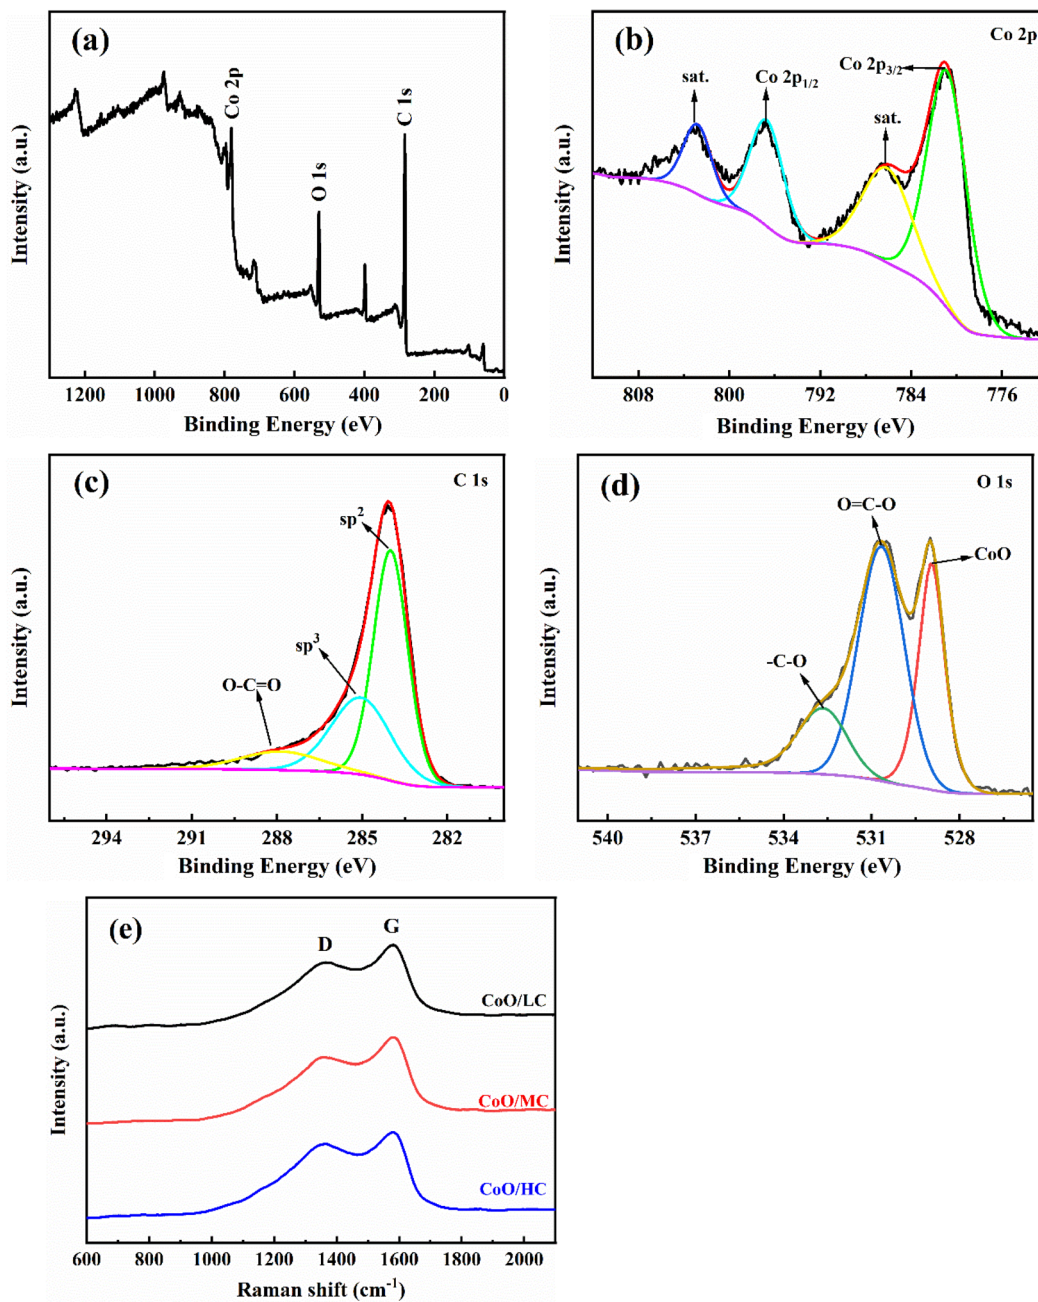 (a)
Co 2p
O 1s
C 1s
Intensity (a.u.)
1200 1000 800 600 400 200 0
Binding Energy (eV)
(b)
Co 2p
sat.
Co 2p1/2
Co 2p3/2
sat.
Intensity (a.u.)
808 800 792 784 776
Binding Energy (eV)
(c)
C 1s
sp2
sp3
O-C=O
Intensity (a.u.)
294 291 288 285 282
Binding Energy (eV)
(d)
O 1s
O=C-O
CoO
-C-O
Intensity (a.u.)
540 537 534 531 528
Binding Energy (eV)
(e)
D
G
CoO/LC
CoO/MC
CoO/HC
Intensity (a.u.)
600 800 1000 1200 1400 1600 1800 2000
Raman shift (cm-1)